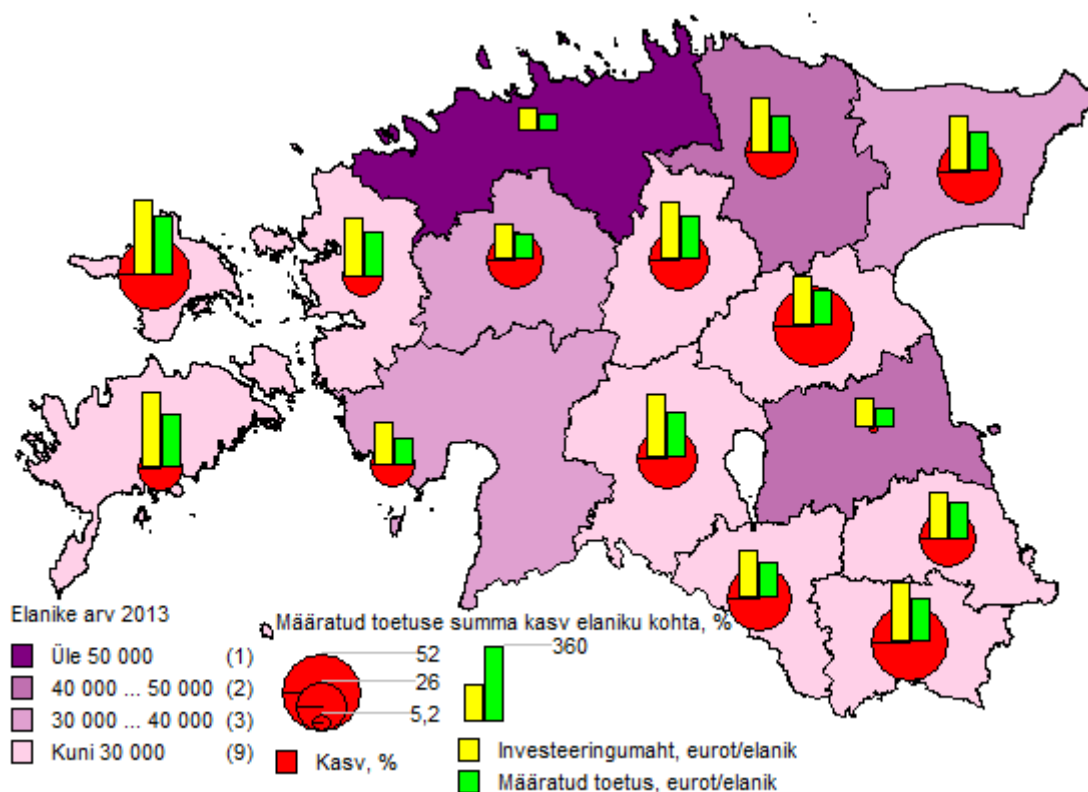 Elanike arv 2013
Üle 50 000 (1)
40 000 ... 50 000 (2)
30 000 ... 40 000 (3)
Kuni 30 000 (9)
Määratud toetuse summa kasv elaniku kohta, %
52
26
5,2
Kasv, %
360
Investeeringumaht, eurot/elanik
Määratud toetus, eurot/elanik